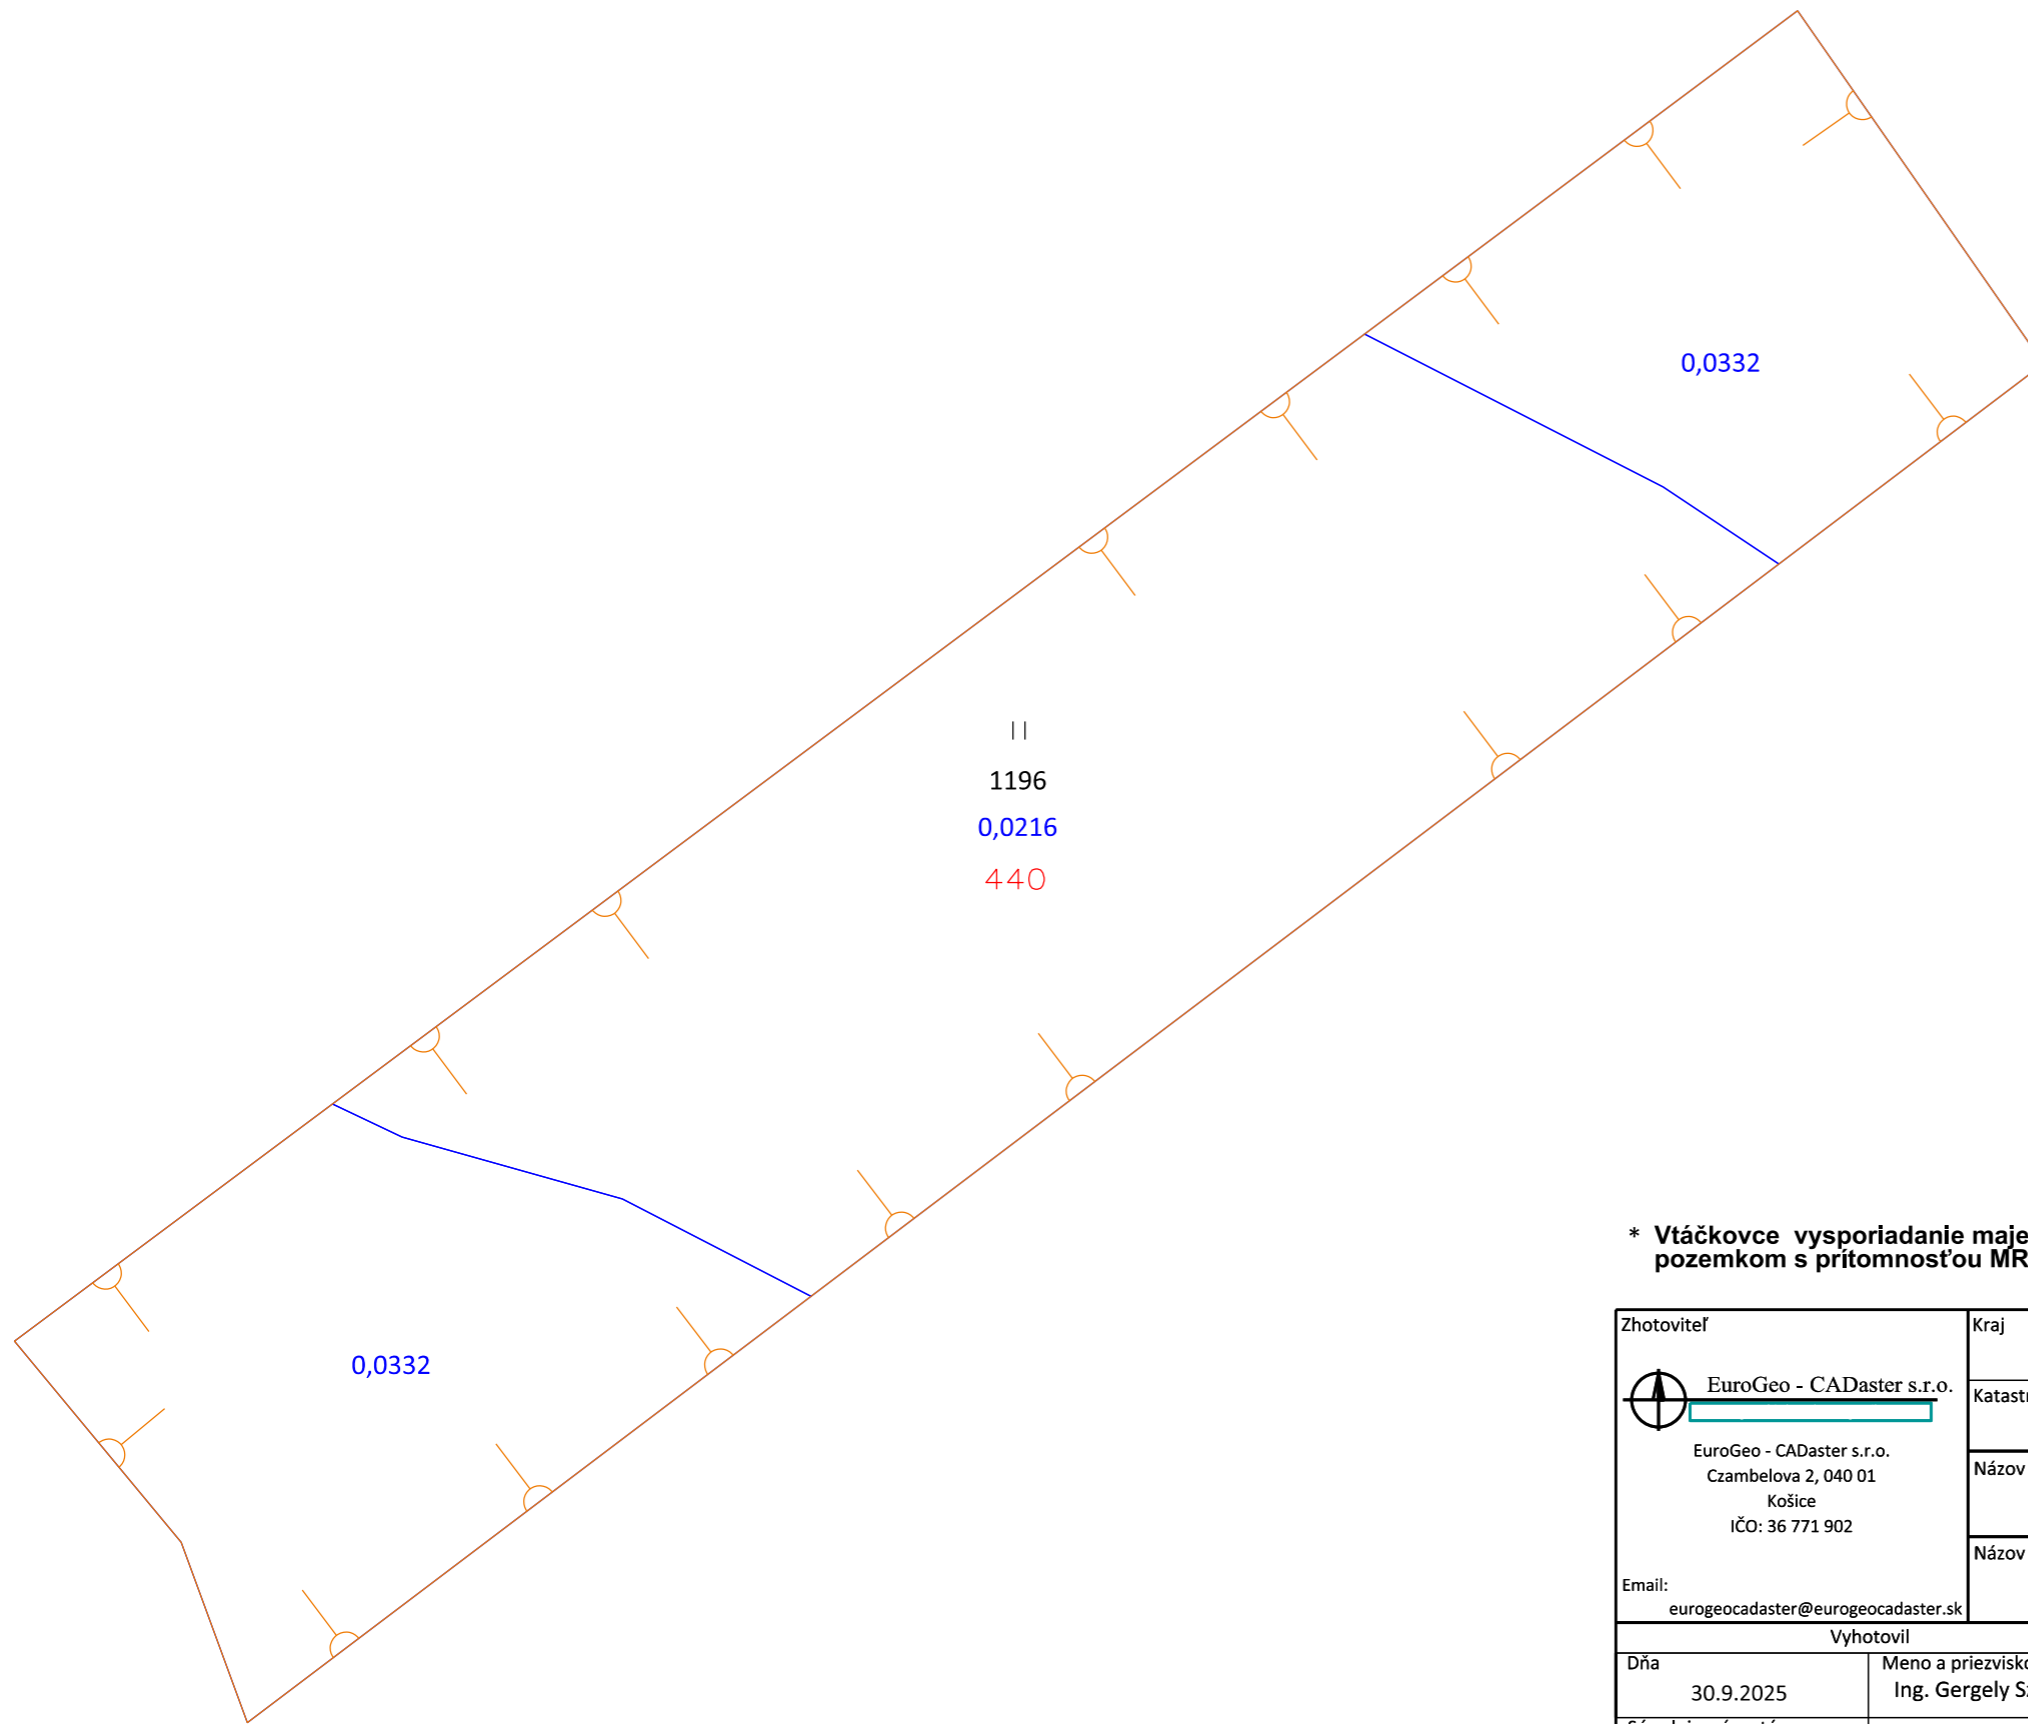 0,0332
1196
0,0216
440
0,0332
* Vtáčkovce vysporiadanie maje
pozemkom s prítomnosťou MR
Zhotoviteľ
Kraj
EuroGeo - CADaster s.r.o.
EuroGeo - CADaster s.r.o.
Czambelova 2, 040 01
Košice
IČO: 36 771 902
Email:
eurogeocadaster@eurogeocadaster.sk
Katastr
Názov
Názov
Vyhotovil
Dňa
30.9.2025
Meno a priezvisko
Ing. Gergely